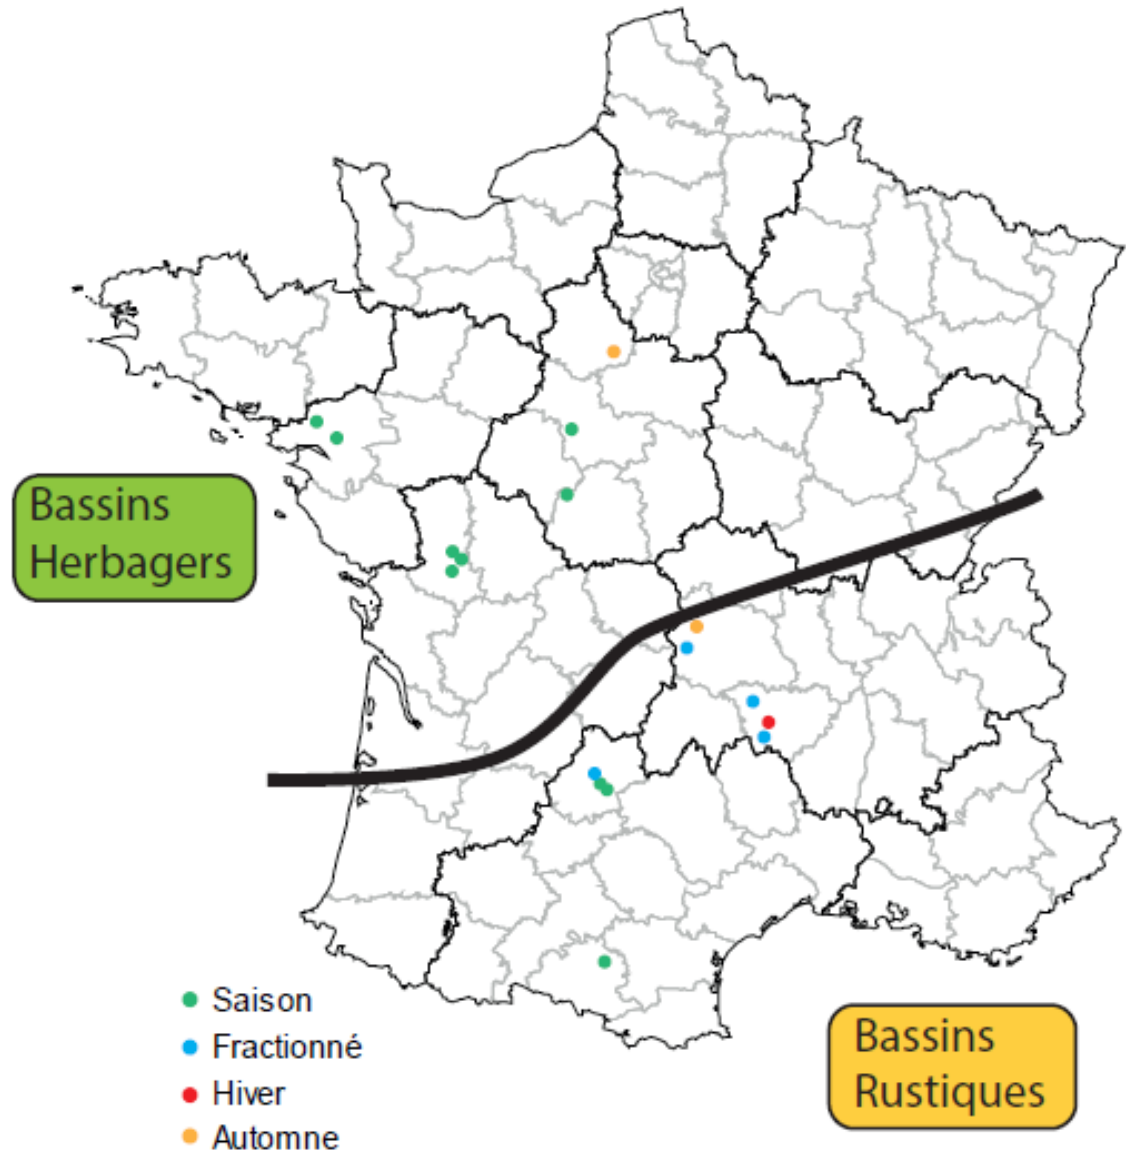 Bassins
Herbagers
Saison
Fractionné
Hiver
Automne
Bassins
Rustiques